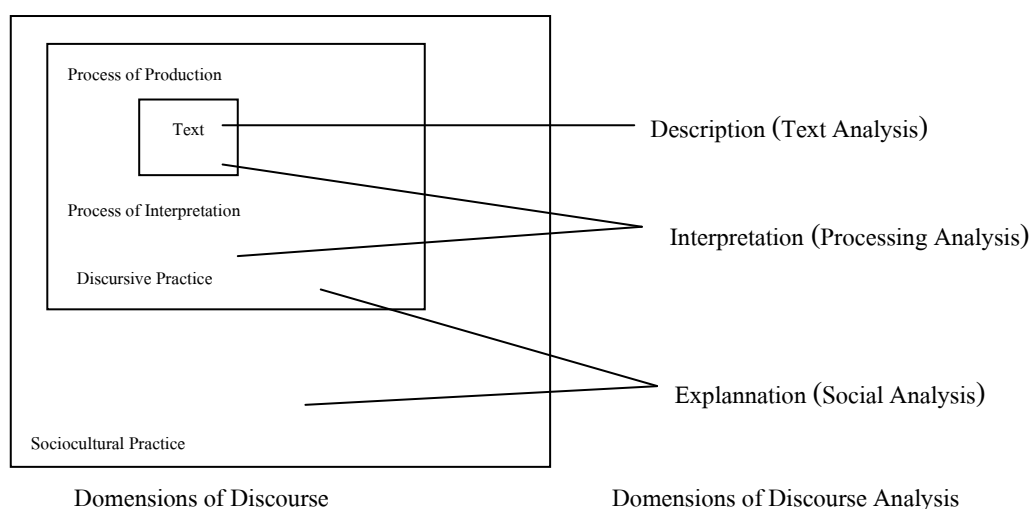 Process of Production
Text
Description (Text Analysis)
Process of Interpretation
Interpretation (Processing Analysis)
Discursive Practice
Explannation (Social Analysis)
Sociocultural Practice
Domensions of Discourse
Domensions of Discourse Analysis